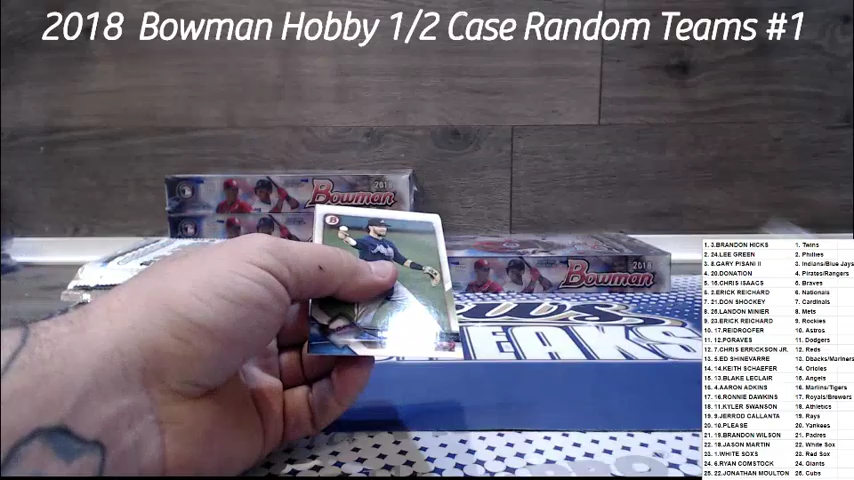 2018 Bowman Hobby 1/2 Case Random Teams #1
2018
Bowman
Bowman
2018
EAKS
1. 3.BRANDON HICKS 1. Twins
2. 24.LEE GREEN 2. Phillies
3. 8.GARY PISANI II 3. Indians/Blue Jays
4. 20.DONATION 4. Pirates/Rangers
5. 15.CHRIS ISAACS 5. Braves
6. 2.ERICK REICHARD 6. Nationals
7. 21.DON SHOCKEY 7. Cardinals
8. 25.LANDON MINIER 8. Mets
9. 23.ERICK REICHARD 9. Rockies
10. 17.REIDROOFER 10. Astros
11. 12.PGRAVES 11. Dodgers
12. 7.CHRIS ERRICKSON JR. 12. Reds
13. 5.ED SHINEVARRE 13. Dbacks/Mariners
14. 14.KEITH SCHAEFER 14. Orioles
15. 13.BLAKE LECLAIR 15. Angels
16. 4.AARON ADKINS 16. Marlins/Tigers
17. 16.RONNIE DAWKINS 17. Royals/Brewers
18. 11.KYLER SWANSON 18. Athletics
19. 9.JERROD CALLANTA 19. Rays
20. 10.PLEASE 20. Yankees
21. 19.BRANDON WILSON 21. Padres
22. 18.JASON MARTIN 22. White Sox
23. 1.WHITE SOXS 23. Red Sox
24. 6.RYAN COMSTOCK 24. Giants
25. 22.JONATHAN MOULTON 25. Cubs